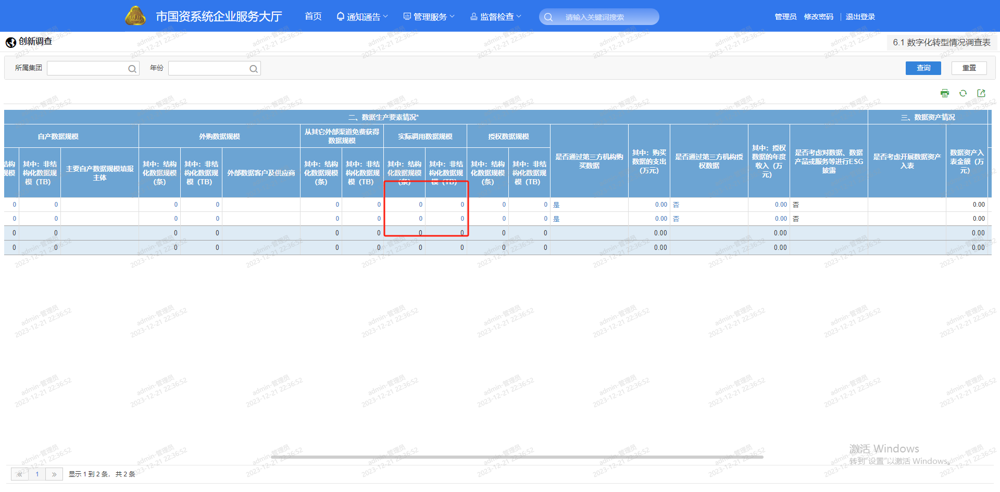 市国资系统企业服务大厅
首页
通知通告
管理服务
监督检查
请输入关键词搜索
管理员
修改密码
退出登录
创新调查
6.1 数字化转型情况调查表
所属集团
年份
查询
重置
二、数据生产要素情况*
三、数据资产情况
自产数据规模
外购数据规模
从其它外部渠道免费获得
数据规模
实际调用数据规模
授权数据规模
结构
规模
其中：非结
构化数据规
模（TB）
主要自产数据规模填报
主体
其中：结构
化数据规模
(条)
其中：非结
构化数据规
模（TB）
外部数据客户及供应商
其中：结构
化数据规模
(条)
其中：非结
构化数据规
模（TB）
其中：结构
化数据规模
(条)
其中：非结
构化数据规
模（TB）
其中：结构
化数据规模
(条)
其中：非结
构化数据规
模（TB）
是否通过第三方机构购
买数据
其中：购买
数据的支出
(万元)
是否通过第三方机构授
权数据
其中：授权
数据的年度
收入（万
元）
是否考虑对数据、数据
产品或服务等进行ESG
披露
是否考虑开展数据资产
入表
数据资产入
表金额（万
元）
0 0 0 0 0 0 0 0 0 0 是 0.00 否 0.00 否 0.00
0 0 0 0 0 0 0 0 0 0 是 0.00 否 0.00 否 0.00
0 0 0 0 0 0 0 0 0 0 0.00 0.00 0.00
0 0 0 0 0 0 0 0 0 0 0.00 0.00 0.00
admin-管理员
2023-12-21 22:36:52
激活 Windows
转到"设置"以激活 Windows。
« 1 » 显示 1 到 2 条， 共 2 条